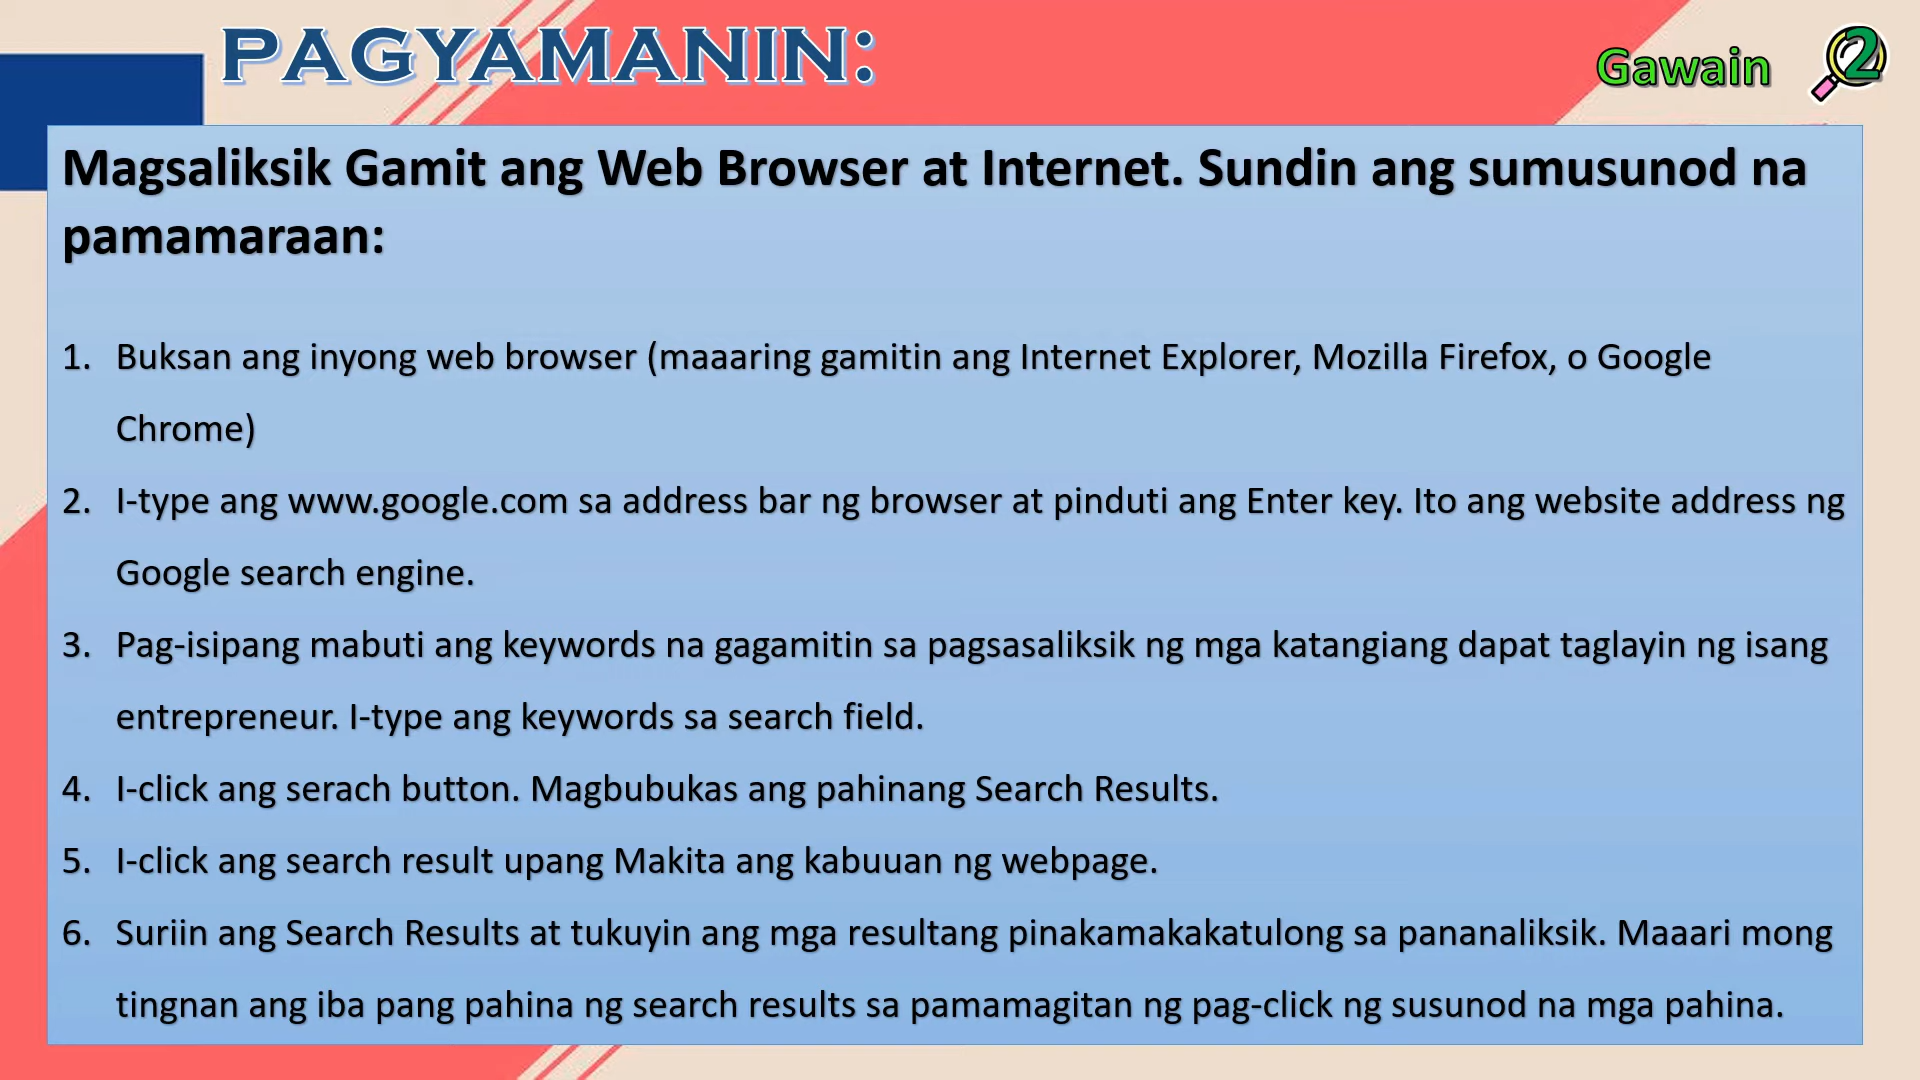 PAGYAMANIN:
Gawain 2
Magsaliksik Gamit ang Web Browser at Internet. Sundin ang sumusunod na
pamamaraan:
1. Buksan ang inyong web browser (maaaring gamitin ang Internet Explorer, Mozilla Firefox, o Google
Chrome)
2. I-type ang www.google.com sa address bar ng browser at pinduti ang Enter key. Ito ang website address ng
Google search engine.
3. Pag-isipang mabuti ang keywords na gagamitin sa pagsasaliksik ng mga katangiang dapat taglayin ng isang
entrepreneur. I-type ang keywords sa search field.
4. I-click ang serach button. Magbubukas ang pahinang Search Results.
5. I-click ang search result upang Makita ang kabuuan ng webpage.
6. Suriin ang Search Results at tukuyin ang mga resultang pinakamakakatulong sa pananaliksik. Maaari mong
tingnan ang iba pang pahina ng search results sa pamamagitan ng pag-click ng susunod na mga pahina.